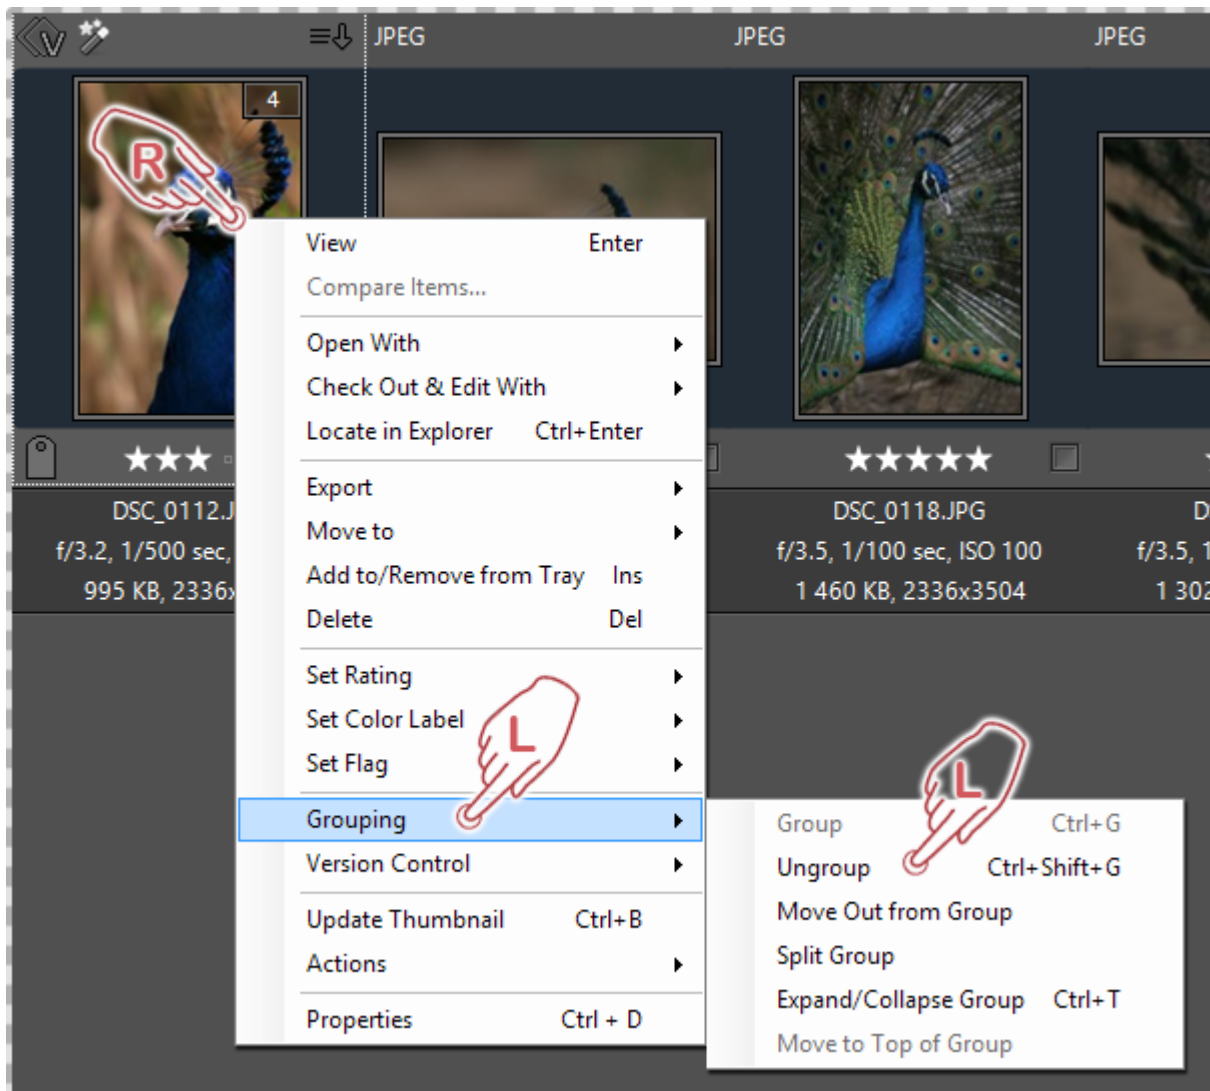 JPEG
JPEG
JPEG
4
R
View Enter
Compare Items...
Open With
Check Out & Edit With
Locate in Explorer Ctrl+Enter
Export
Move to
Add to/Remove from Tray Ins
Delete Del
Set Rating
Set Color Label
Set Flag
Grouping
Version Control
Update Thumbnail Ctrl+B
Actions
Properties Ctrl + D
L
L
Group Ctrl+G
Ungroup Ctrl+Shift+G
Move Out from Group
Split Group
Expand/Collapse Group Ctrl+T
Move to Top of Group
DSC_0112.J
f/3.2, 1/500 sec,
995 KB, 2336x
DSC_0118.JPG
f/3.5, 1/100 sec, ISO 100
1 460 KB, 2336x3504
D
f/3.5, 1
1 302